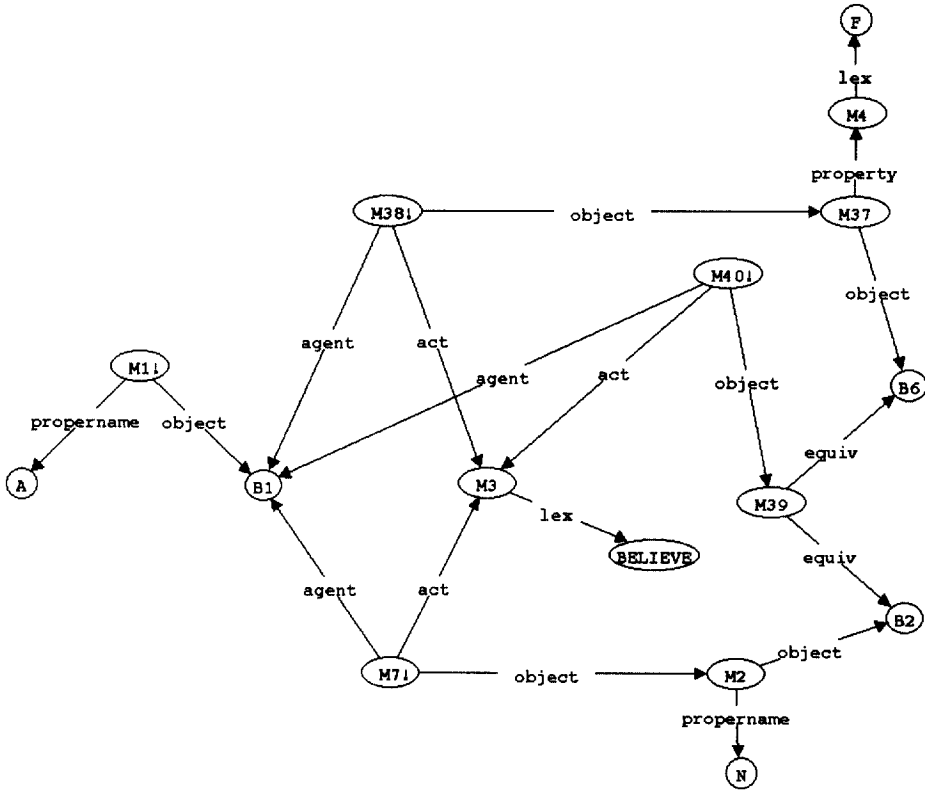 F
lex
M4
property
M38! object M37
M40!
object
agent act
M1! agent act object B6
propername object
equiv
A B1 M3 M39
lex
BELIEVE equiv
agent act
B2
object
M7! object M2
propername
N